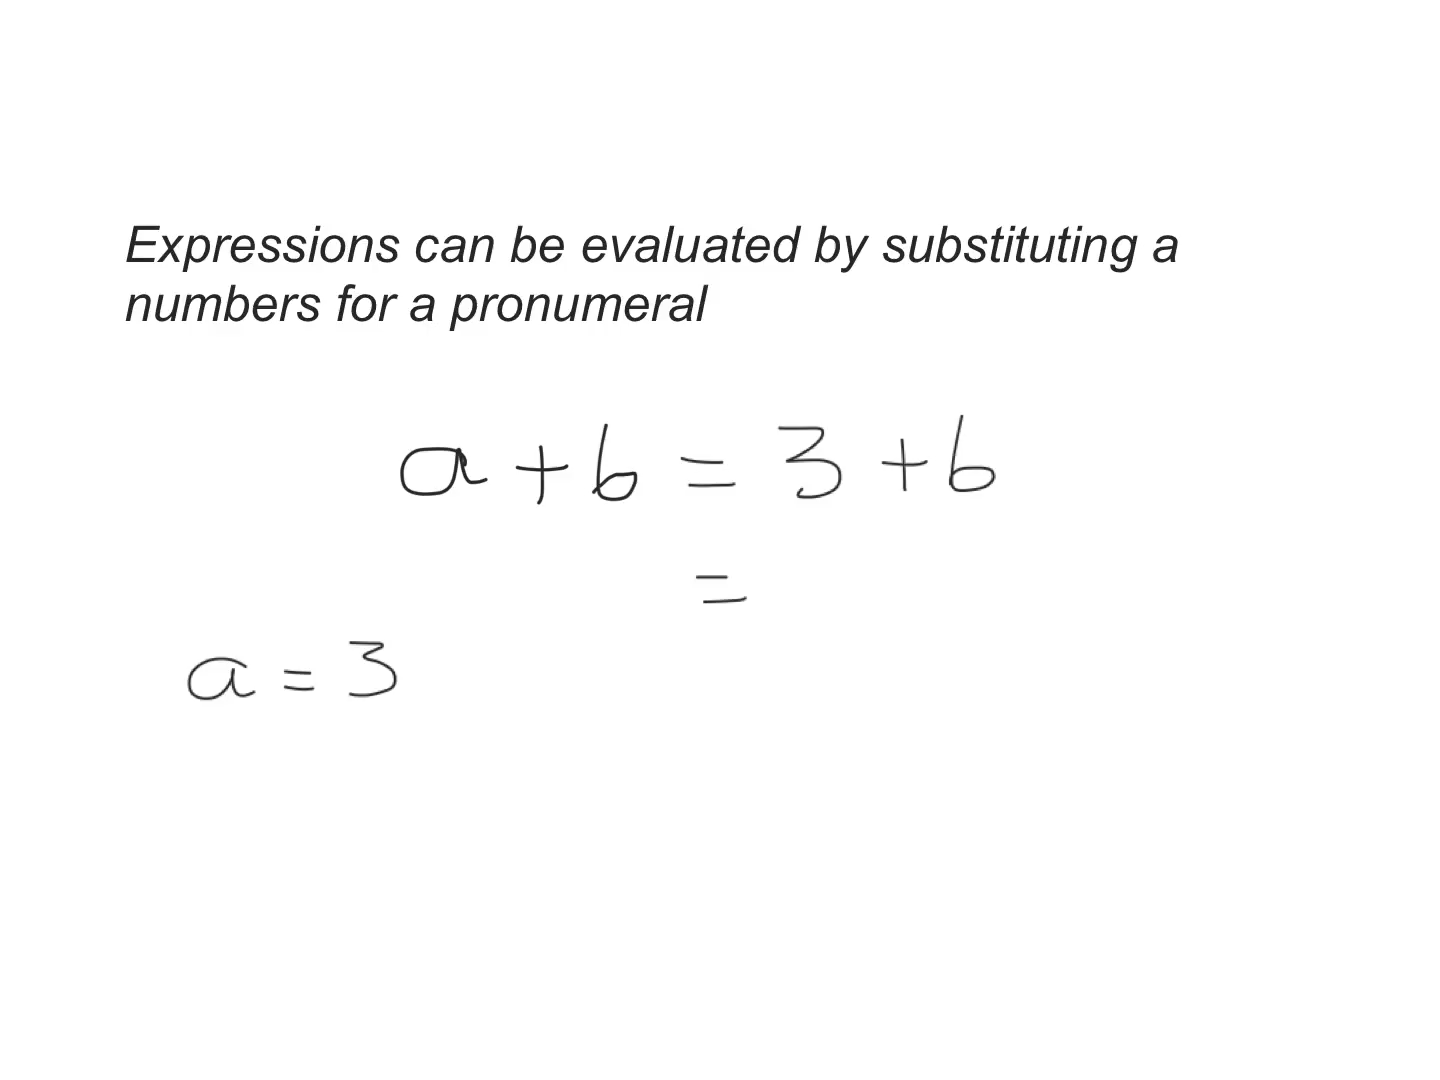 Expressions can be evaluated by substituting a
numbers for a pronumeral
a + 6 = 3 + 6
=
a = 3